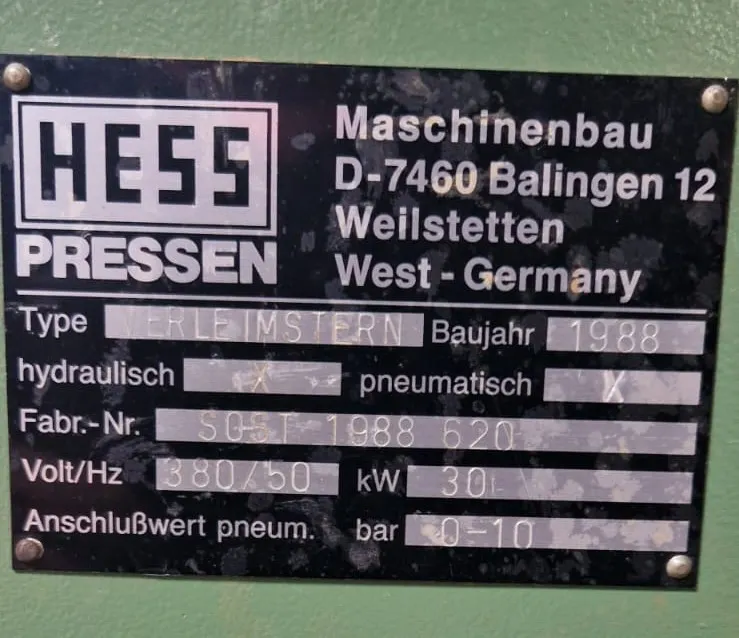 HESS
PRESSEN
Maschinenbau
D-7460 Balingen 12
Weilstetten
West-Germany
Type VERLEIMSTERN Baujahr 1988
hydraulisch X pneumatisch X
Fabr.-Nr. SOST 1988 620
Volt/Hz 380/50 kW 30
Anschlußwert pneum. bar 0-10